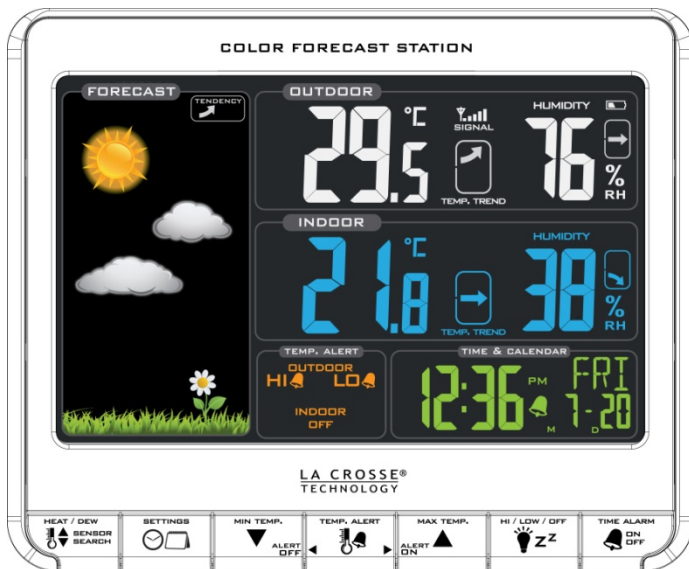 COLOR FORECAST STATION
FORECAST
TENDENCY
OUTDOOR
29.5 °C
SIGNAL
TEMP. TREND
HUMIDITY
76 % RH
INDOOR
21.8 °C
TEMP. TREND
HUMIDITY
38 % RH
TEMP. ALERT
OUTDOOR
HI LO
INDOOR
OFF
TIME & CALENDAR
12:36 PM
FRI
M 7-20 D
LA CROSSE®
TECHNOLOGY
HEAT / DEW
SENSOR
SEARCH
SETTINGS
MIN TEMP.
ALERT
OFF
TEMP. ALERT
MAX TEMP.
ALERT
ON
HI / LOW / OFF
ZZ
TIME ALARM
ON
OFF